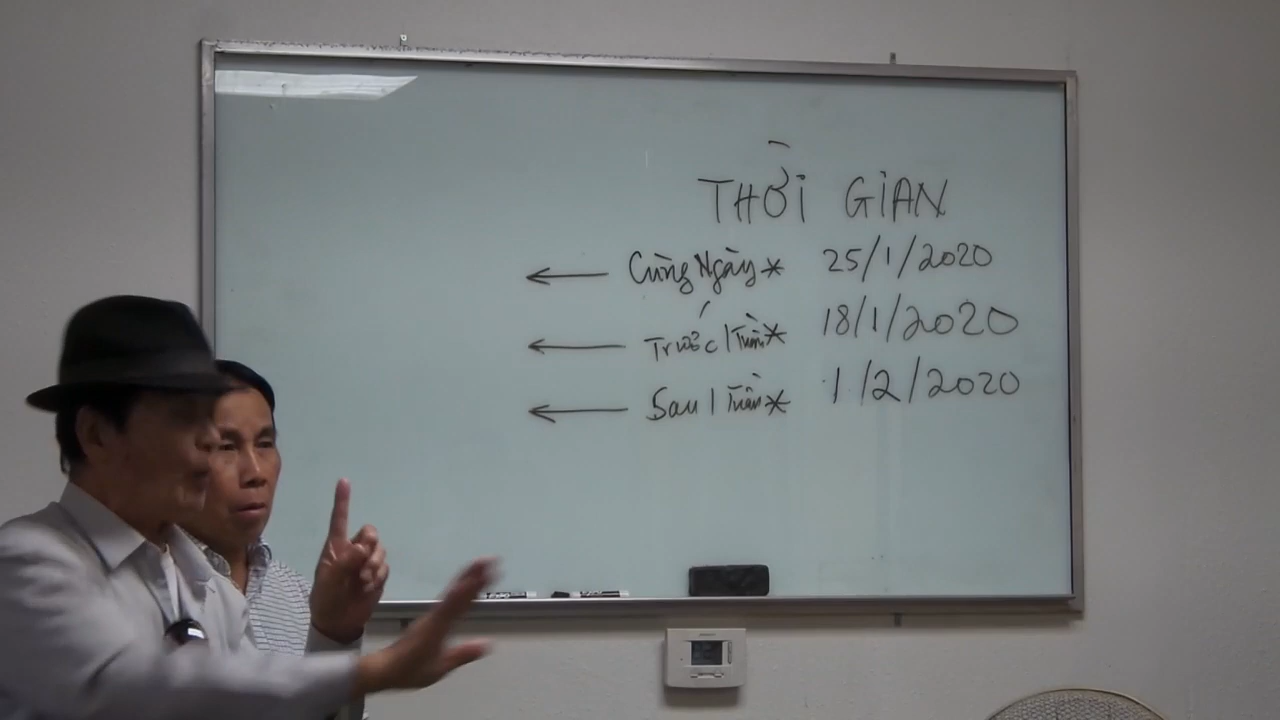 THỜI GIAN
← Cùng Ngày * 25/1/2020
← Trước 1 Tuần * 18/1/2020
← Sau 1 Tuần * 1/2/2020